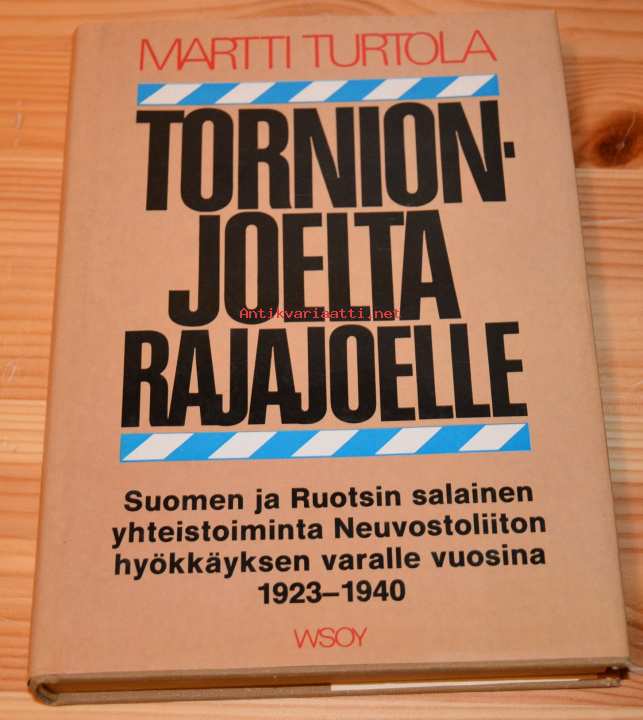 MARTTI TURTOLA
TORNION-
JOELTA
Antikvariaatti.net
RAJAJOELLE
Suomen ja Ruotsin salainen
yhteistoiminta Neuvostoliiton
hyökkäyksen varalle vuosina
1923–1940
WSOY